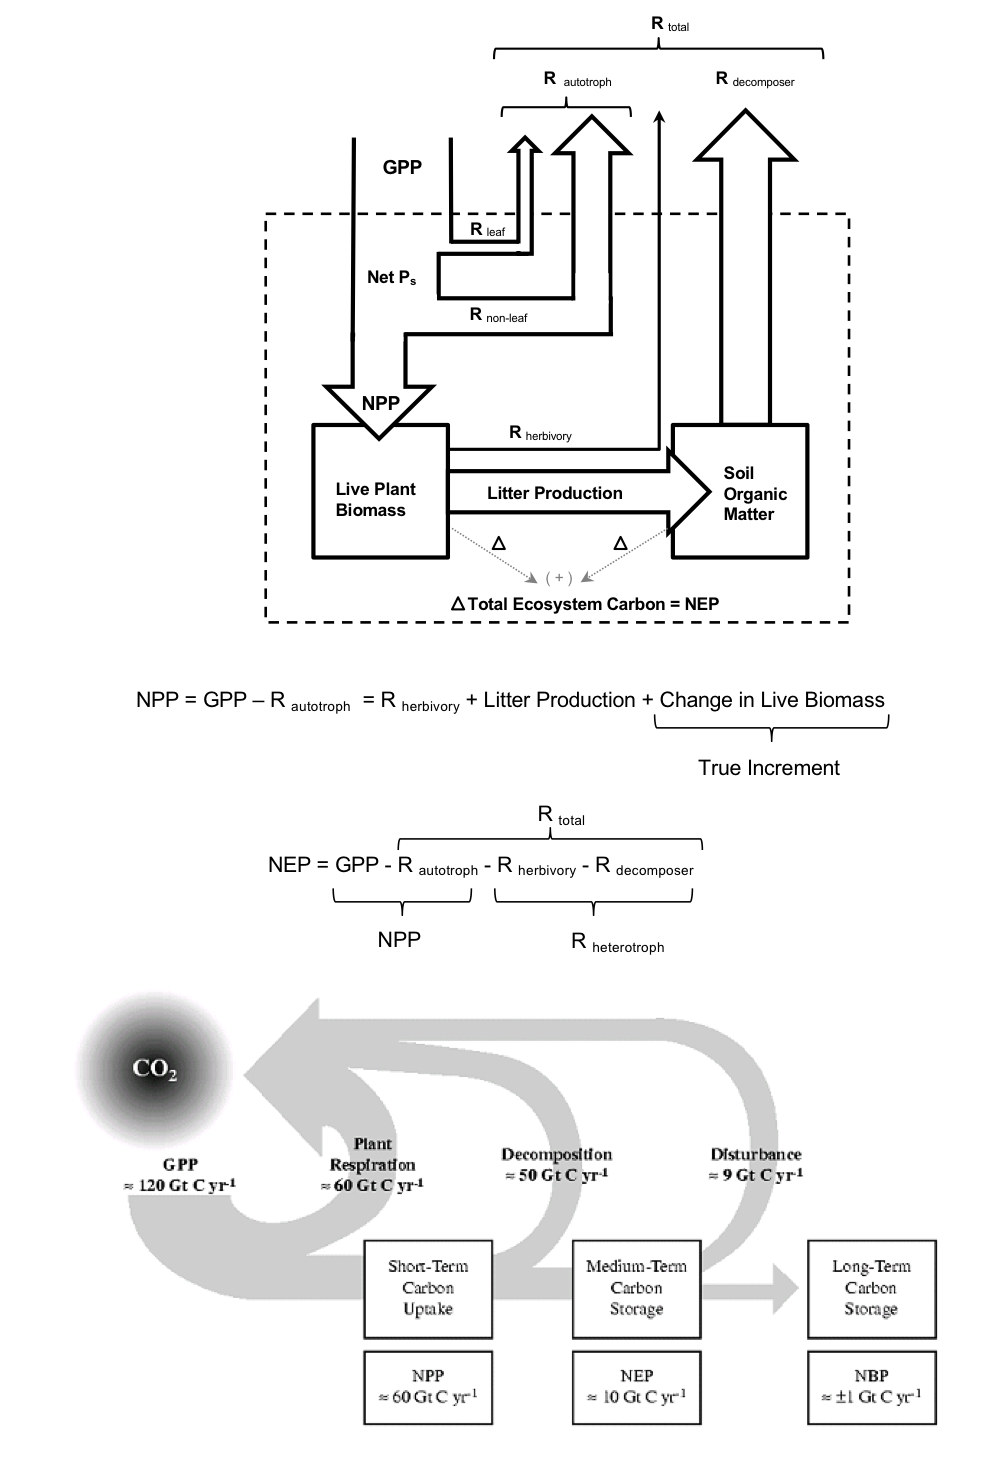 R total
R autotroph
R decomposer
GPP
R leaf
Net Ps
R non-leaf
NPP
R herbivory
Live Plant
Biomass
Litter Production
Soil
Organic
Matter
Δ
Δ
( + )
Δ Total Ecosystem Carbon = NEP
NPP = GPP – R autotroph = R herbivory + Litter Production + Change in Live Biomass
True Increment
R total
NEP = GPP - R autotroph - R herbivory - R decomposer
NPP
R heterotroph
CO2
GPP
≈ 120 Gt C yr-1
Plant
Respiration
≈ 60 Gt C yr-1
Decomposition
≈ 50 Gt C yr-1
Disturbance
≈ 9 Gt C yr-1
Short-Term
Carbon
Uptake
Medium-Term
Carbon
Storage
Long-Term
Carbon
Storage
NPP
≈ 60 Gt C yr-1
NEP
≈ 10 Gt C yr-1
NBP
≈ ±1 Gt C yr-1